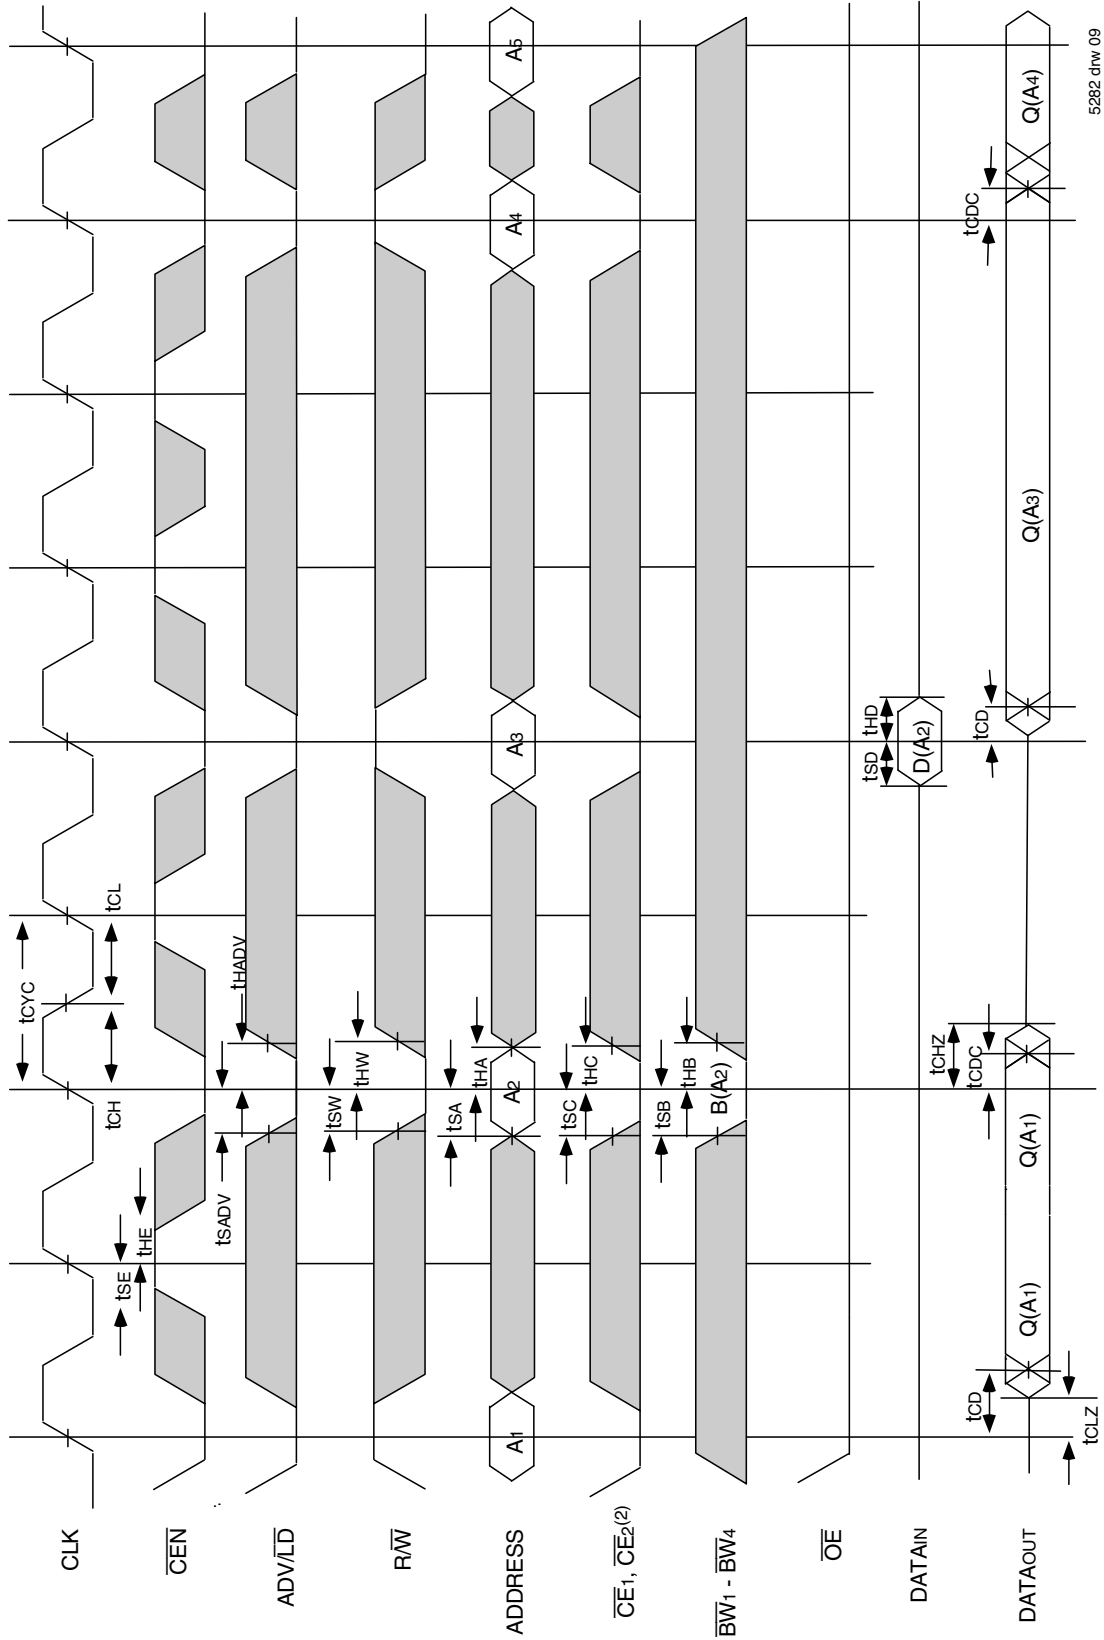 CLK
tCYC
tCH
tCL
tSE
tHE
CEN
tSADV
tHADV
ADV/LD
tSW
tHW
R/W
tSA
tHA
ADDRESS
A1
A2
A3
A4
A5
tSC
tHC
CE1, CE2(2)
tSB
tHB
B(A2)
BW1 - BW4
OE
tSD
tHD
DATAIN
D(A2)
tCD
tCLZ
tCHZ
tCDC
tCD
tCDC
DATAOUT
Q(A1)
Q(A1)
Q(A3)
Q(A4)
5282 drw 09